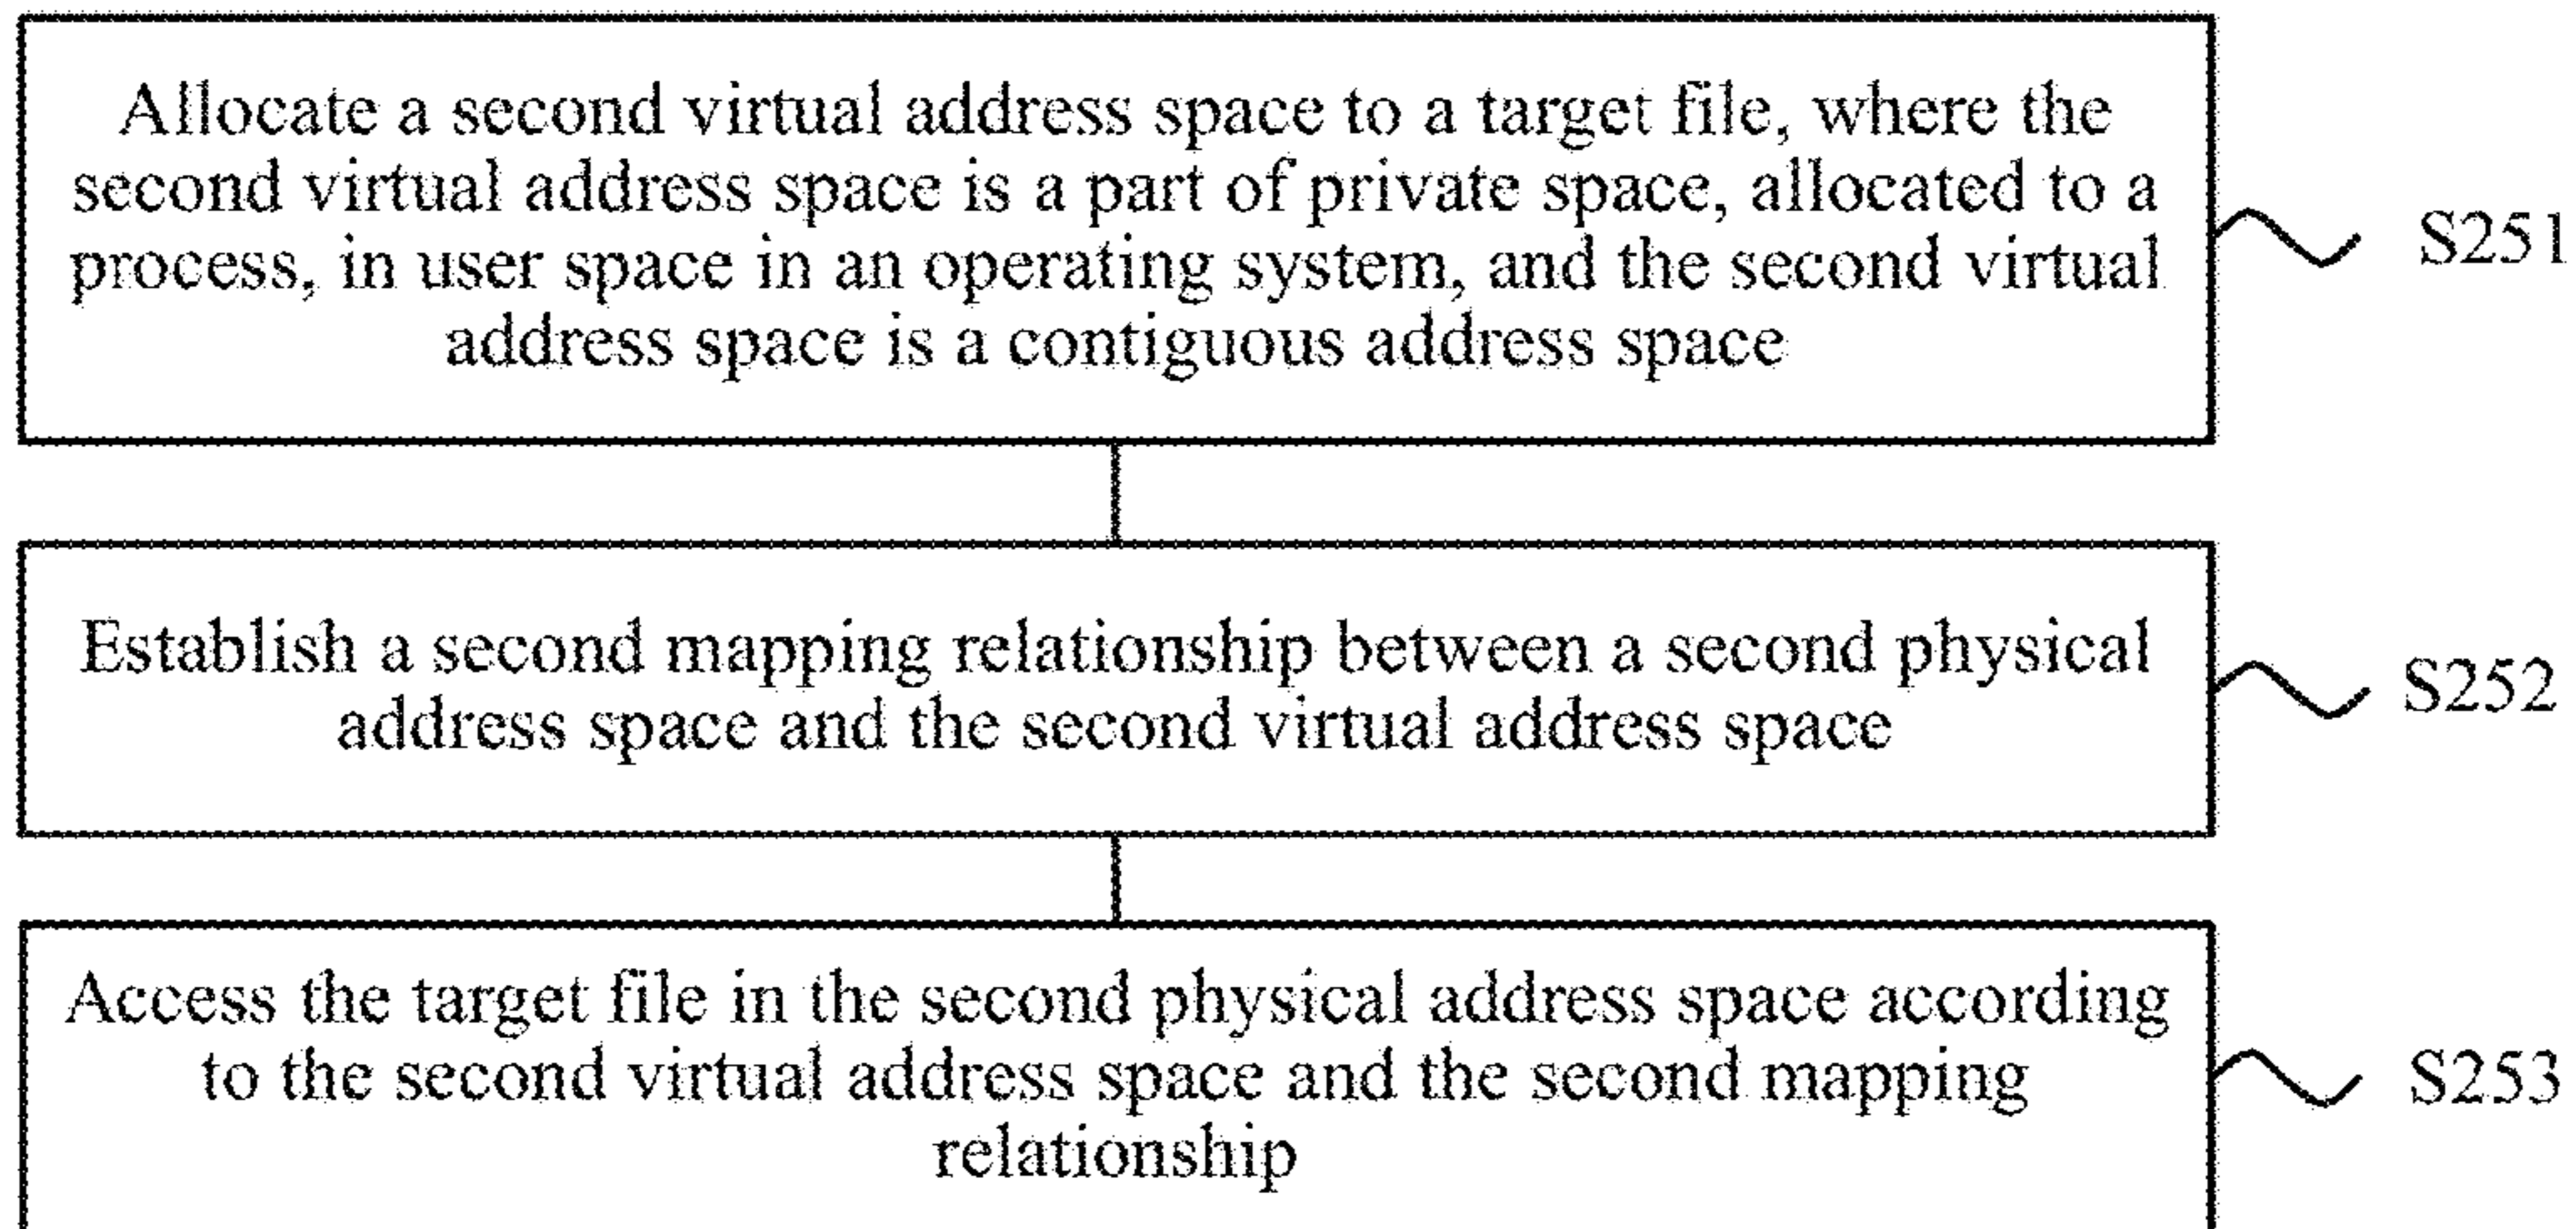 Allocate a second virtual address space to a target file, where the
second virtual address space is a part of private space, allocated to a
process, in user space in an operating system, and the second virtual
address space is a contiguous address space
S251
Establish a second mapping relationship between a second physical
address space and the second virtual address space
S252
Access the target file in the second physical address space according
to the second virtual address space and the second mapping
relationship
S253